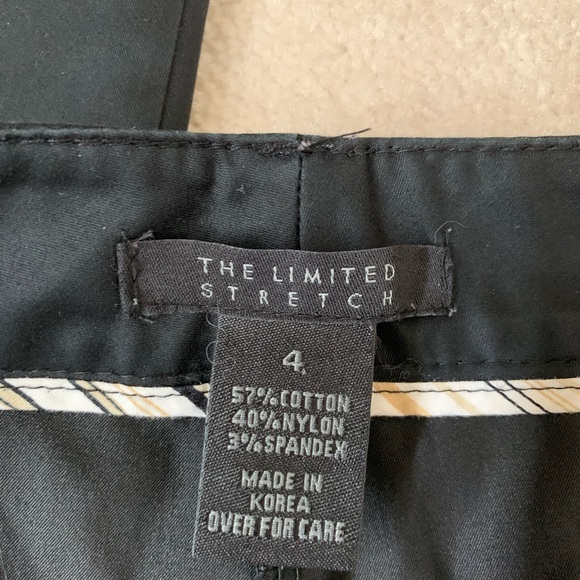 THE LIMITED
STRETCH
4
57%COTTON
40%NYLON
3%SPANDEX
MADE IN
KOREA
OVER FOR CARE